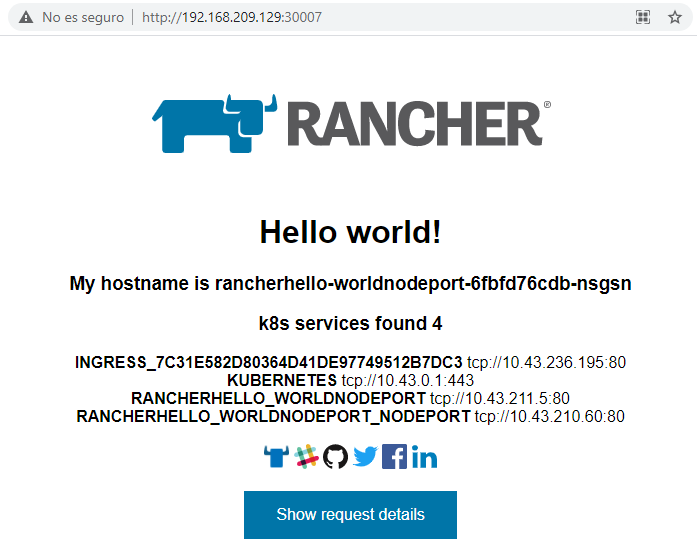 No es seguro http://192.168.209.129:30007
RANCHER®
Hello world!
My hostname is rancherhello-worldnodeport-6fbfd76cdb-nsgsn
k8s services found 4
INGRESS_7C31E582D80364D41DE97749512B7DC3 tcp://10.43.236.195:80
KUBERNETES tcp://10.43.0.1:443
RANCHERHELLO_WORLDNODEPORT tcp://10.43.211.5:80
RANCHERHELLO_WORLDNODEPORT_NODEPORT tcp://10.43.210.60:80
in
Show request details